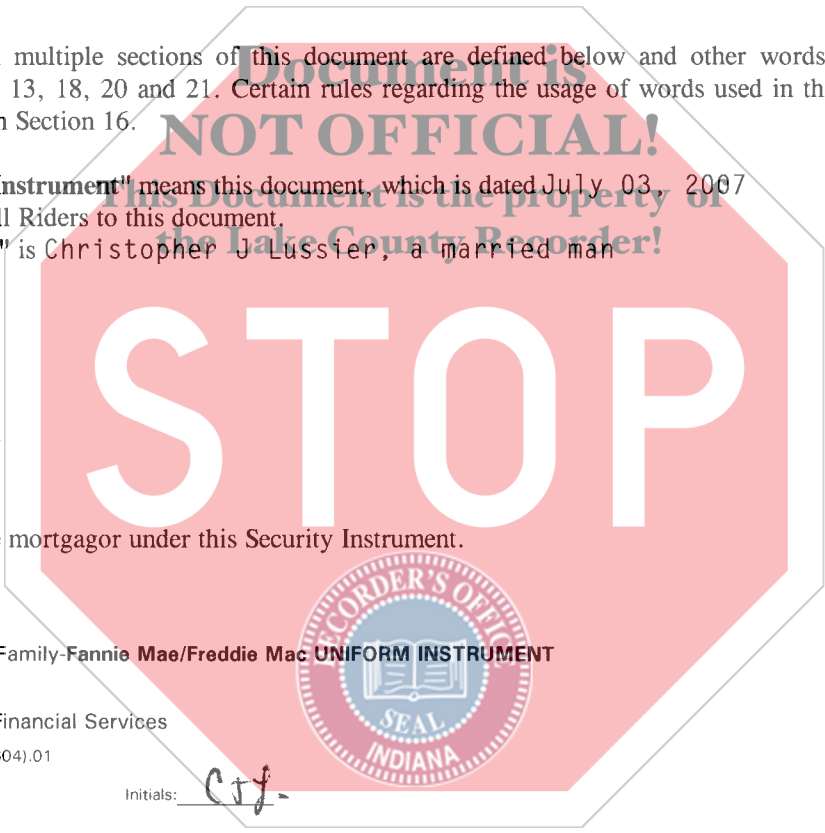 multiple sections of this document are defined below and other words
Document is
13, 18, 20 and 21. Certain rules regarding the usage of words used in th
n Section 16.
NOT OFFICIAL!
Instrument" means this document, which is dated July 03, 2007
This Document is the property of
ll Riders to this document.
the Lake County Recorder!
" is Christopher J Lussier, a married man
STOP
mortgagor under this Security Instrument.
RECORDER'S OFFICE
Family-Fannie Mae/Freddie Mac UNIFORM INSTRUMENT
SEAL
Financial Services
INDIANA
04).01
Initials: CJL